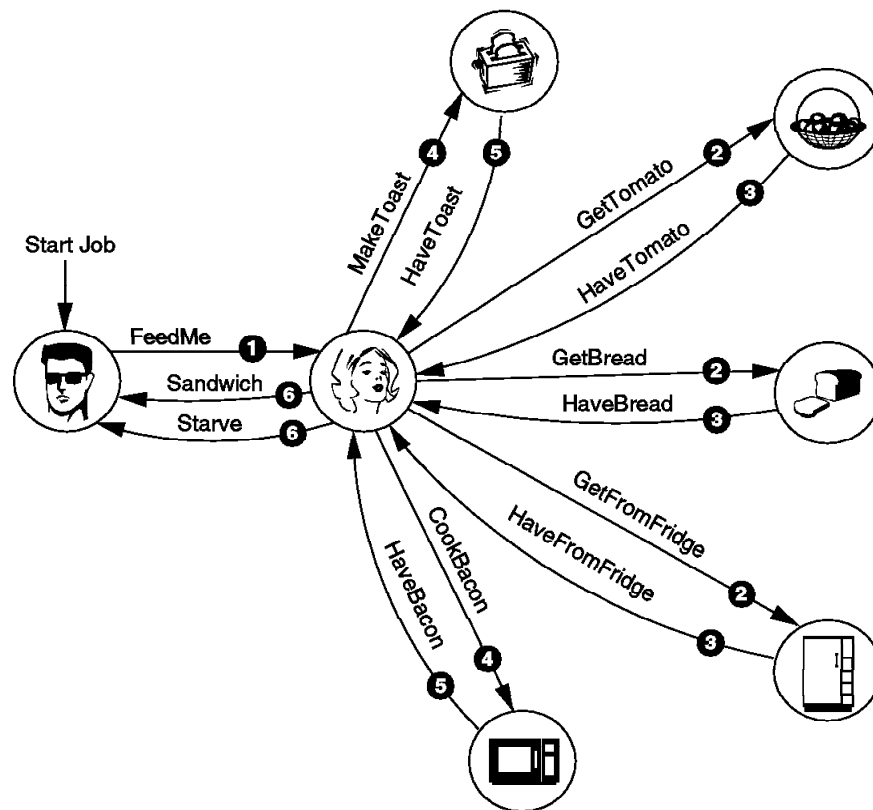 4
5
2
MakeToast
HaveToast
GetTomato
3
HaveTomato
Start Job
FeedMe
1
GetBread
2
Sandwich
6
HaveBread
3
Starve
6
GetFromFridge
HaveFromFridge
CookBacon
HaveBacon
2
3
4
5